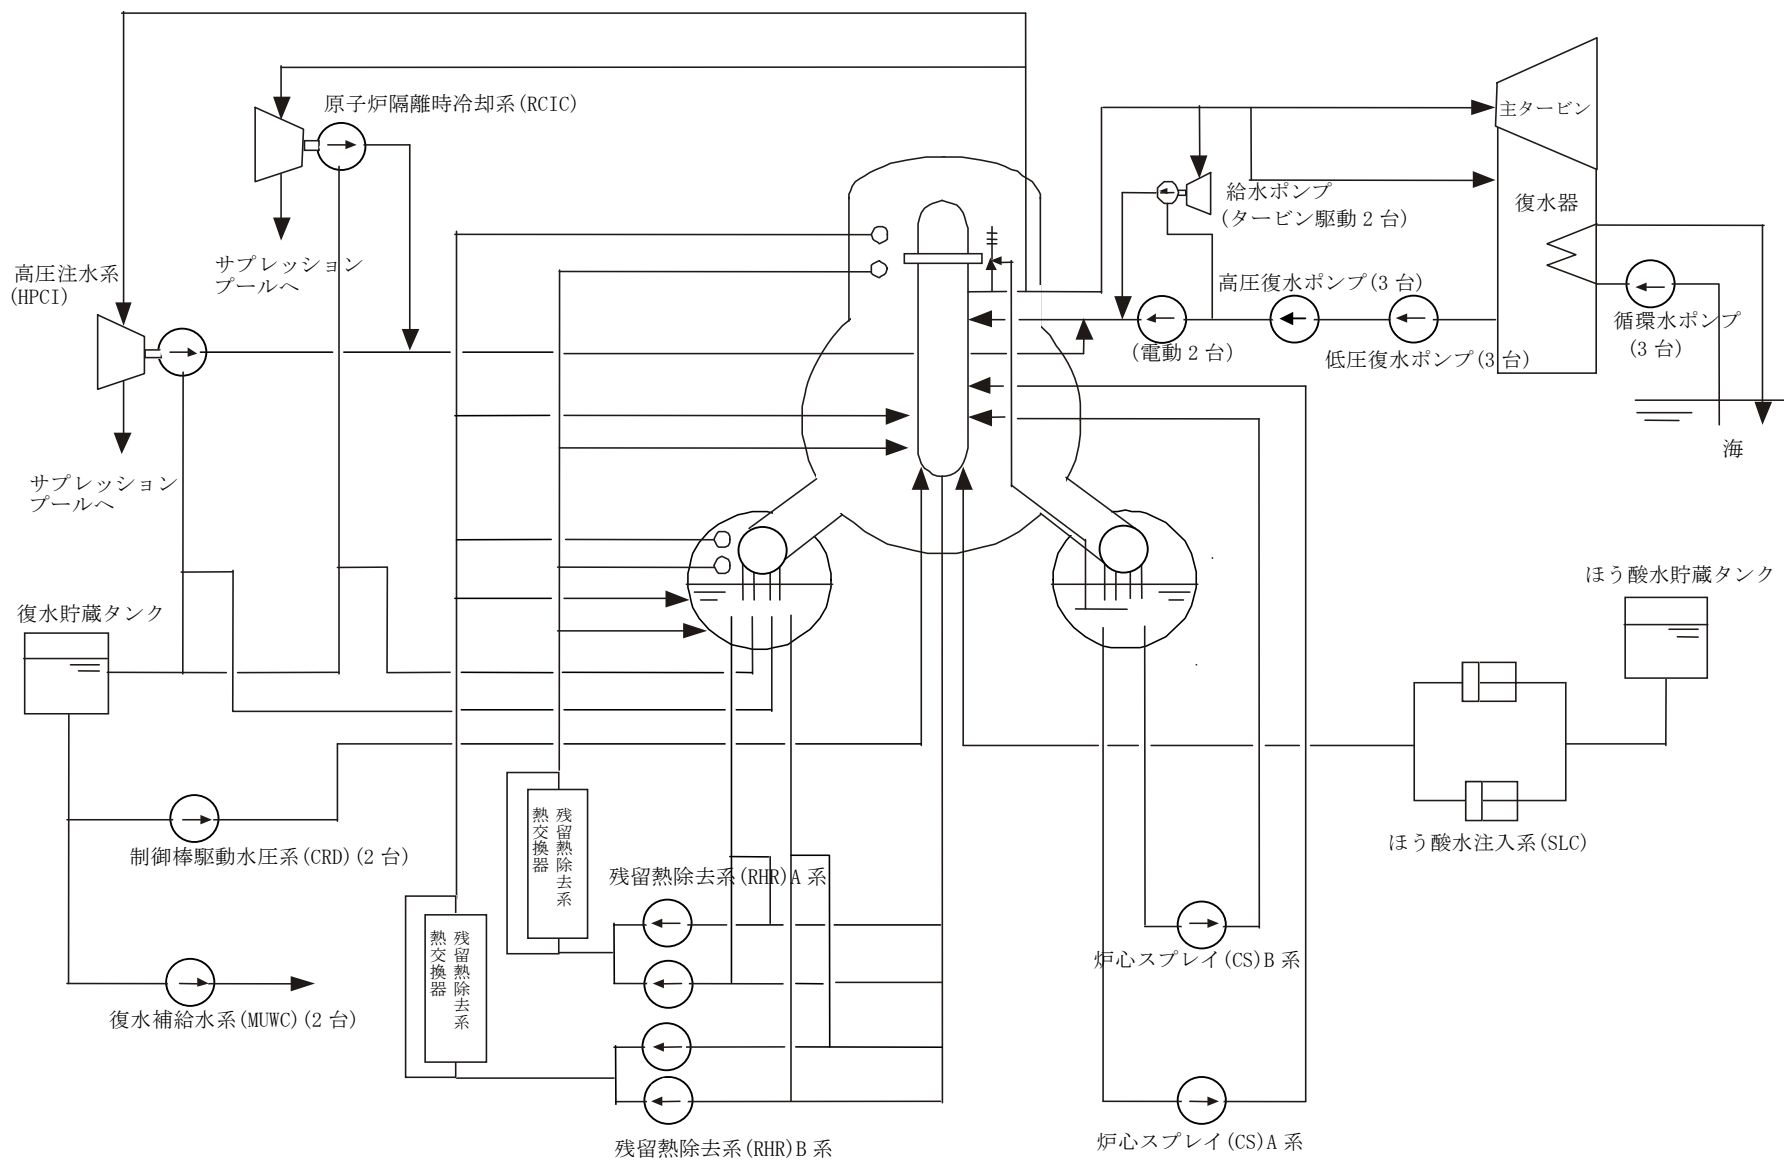 原子炉隔離時冷却系(RCIC)
主タービン
給水ポンプ
(タービン駆動2台)
復水器
サプレッション
プールへ
高圧注水系
(HPCI)
高圧復水ポンプ(3台)
循環水ポンプ
(3台)
(電動2台)
低圧復水ポンプ(3台)
海
サプレッション
プールへ
ほう酸水貯蔵タンク
復水貯蔵タンク
残留熱除去系
熱交換器
ほう酸水注入系(SLC)
制御棒駆動水圧系(CRD)(2台)
残留熱除去系(RHR)A系
残留熱除去系
熱交換器
炉心スプレイ(CS)B系
復水補給水系(MUWC)(2台)
炉心スプレイ(CS)A系
残留熱除去系(RHR)B系